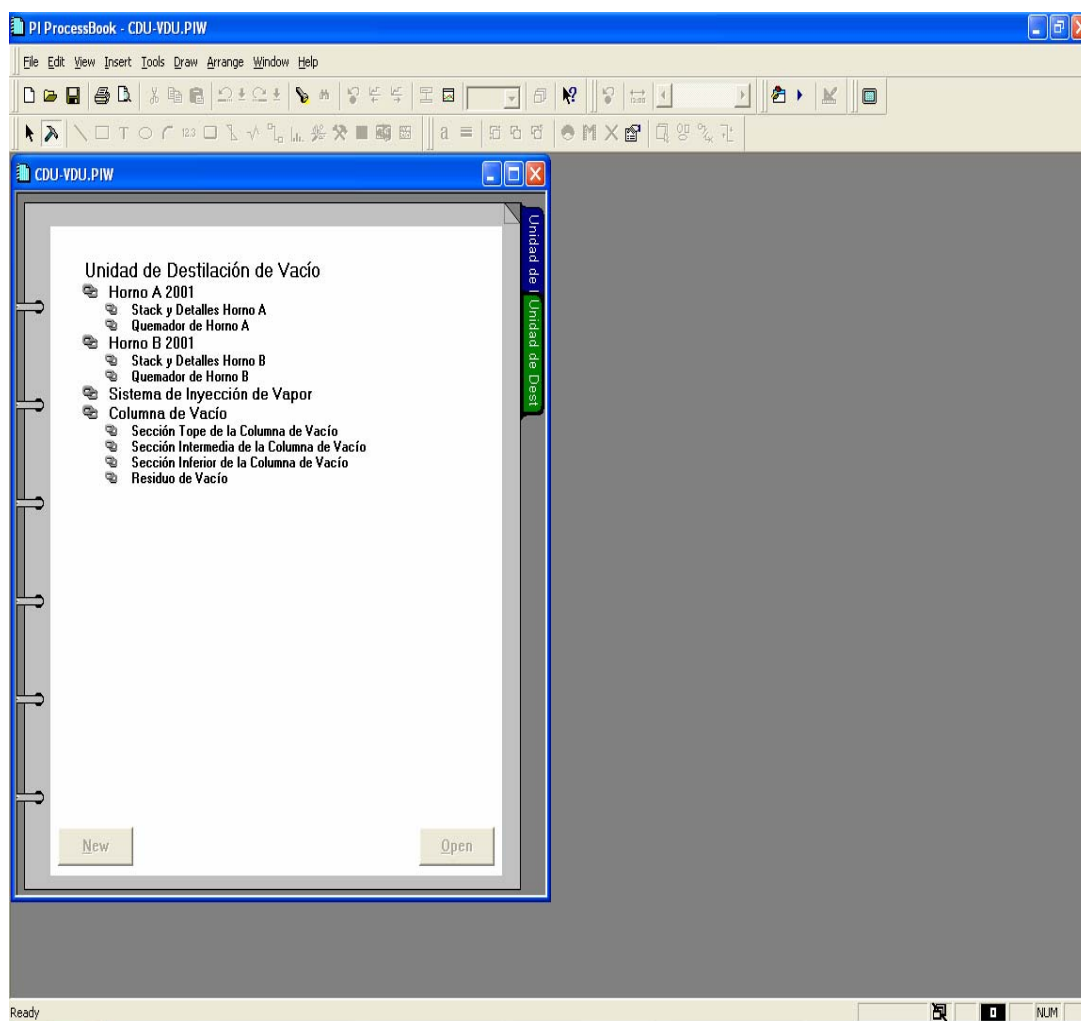 PI ProcessBook - CDU-VDU.PIW
File Edit View Insert Tools Draw Arrange Window Help
T 123 a M
CDU-VDU.PIW
Unidad de Destilación de Vacío
Horno A 2001
Stack y Detalles Horno A
Quemador de Horno A
Horno B 2001
Stack y Detalles Horno B
Quemador de Horno B
Sistema de Inyección de Vapor
Columna de Vacío
Sección Tope de la Columna de Vacío
Sección Intermedia de la Columna de Vacío
Sección Inferior de la Columna de Vacío
Residuo de Vacío
Unidad de
Unidad de Dest
New Open
Ready NUM